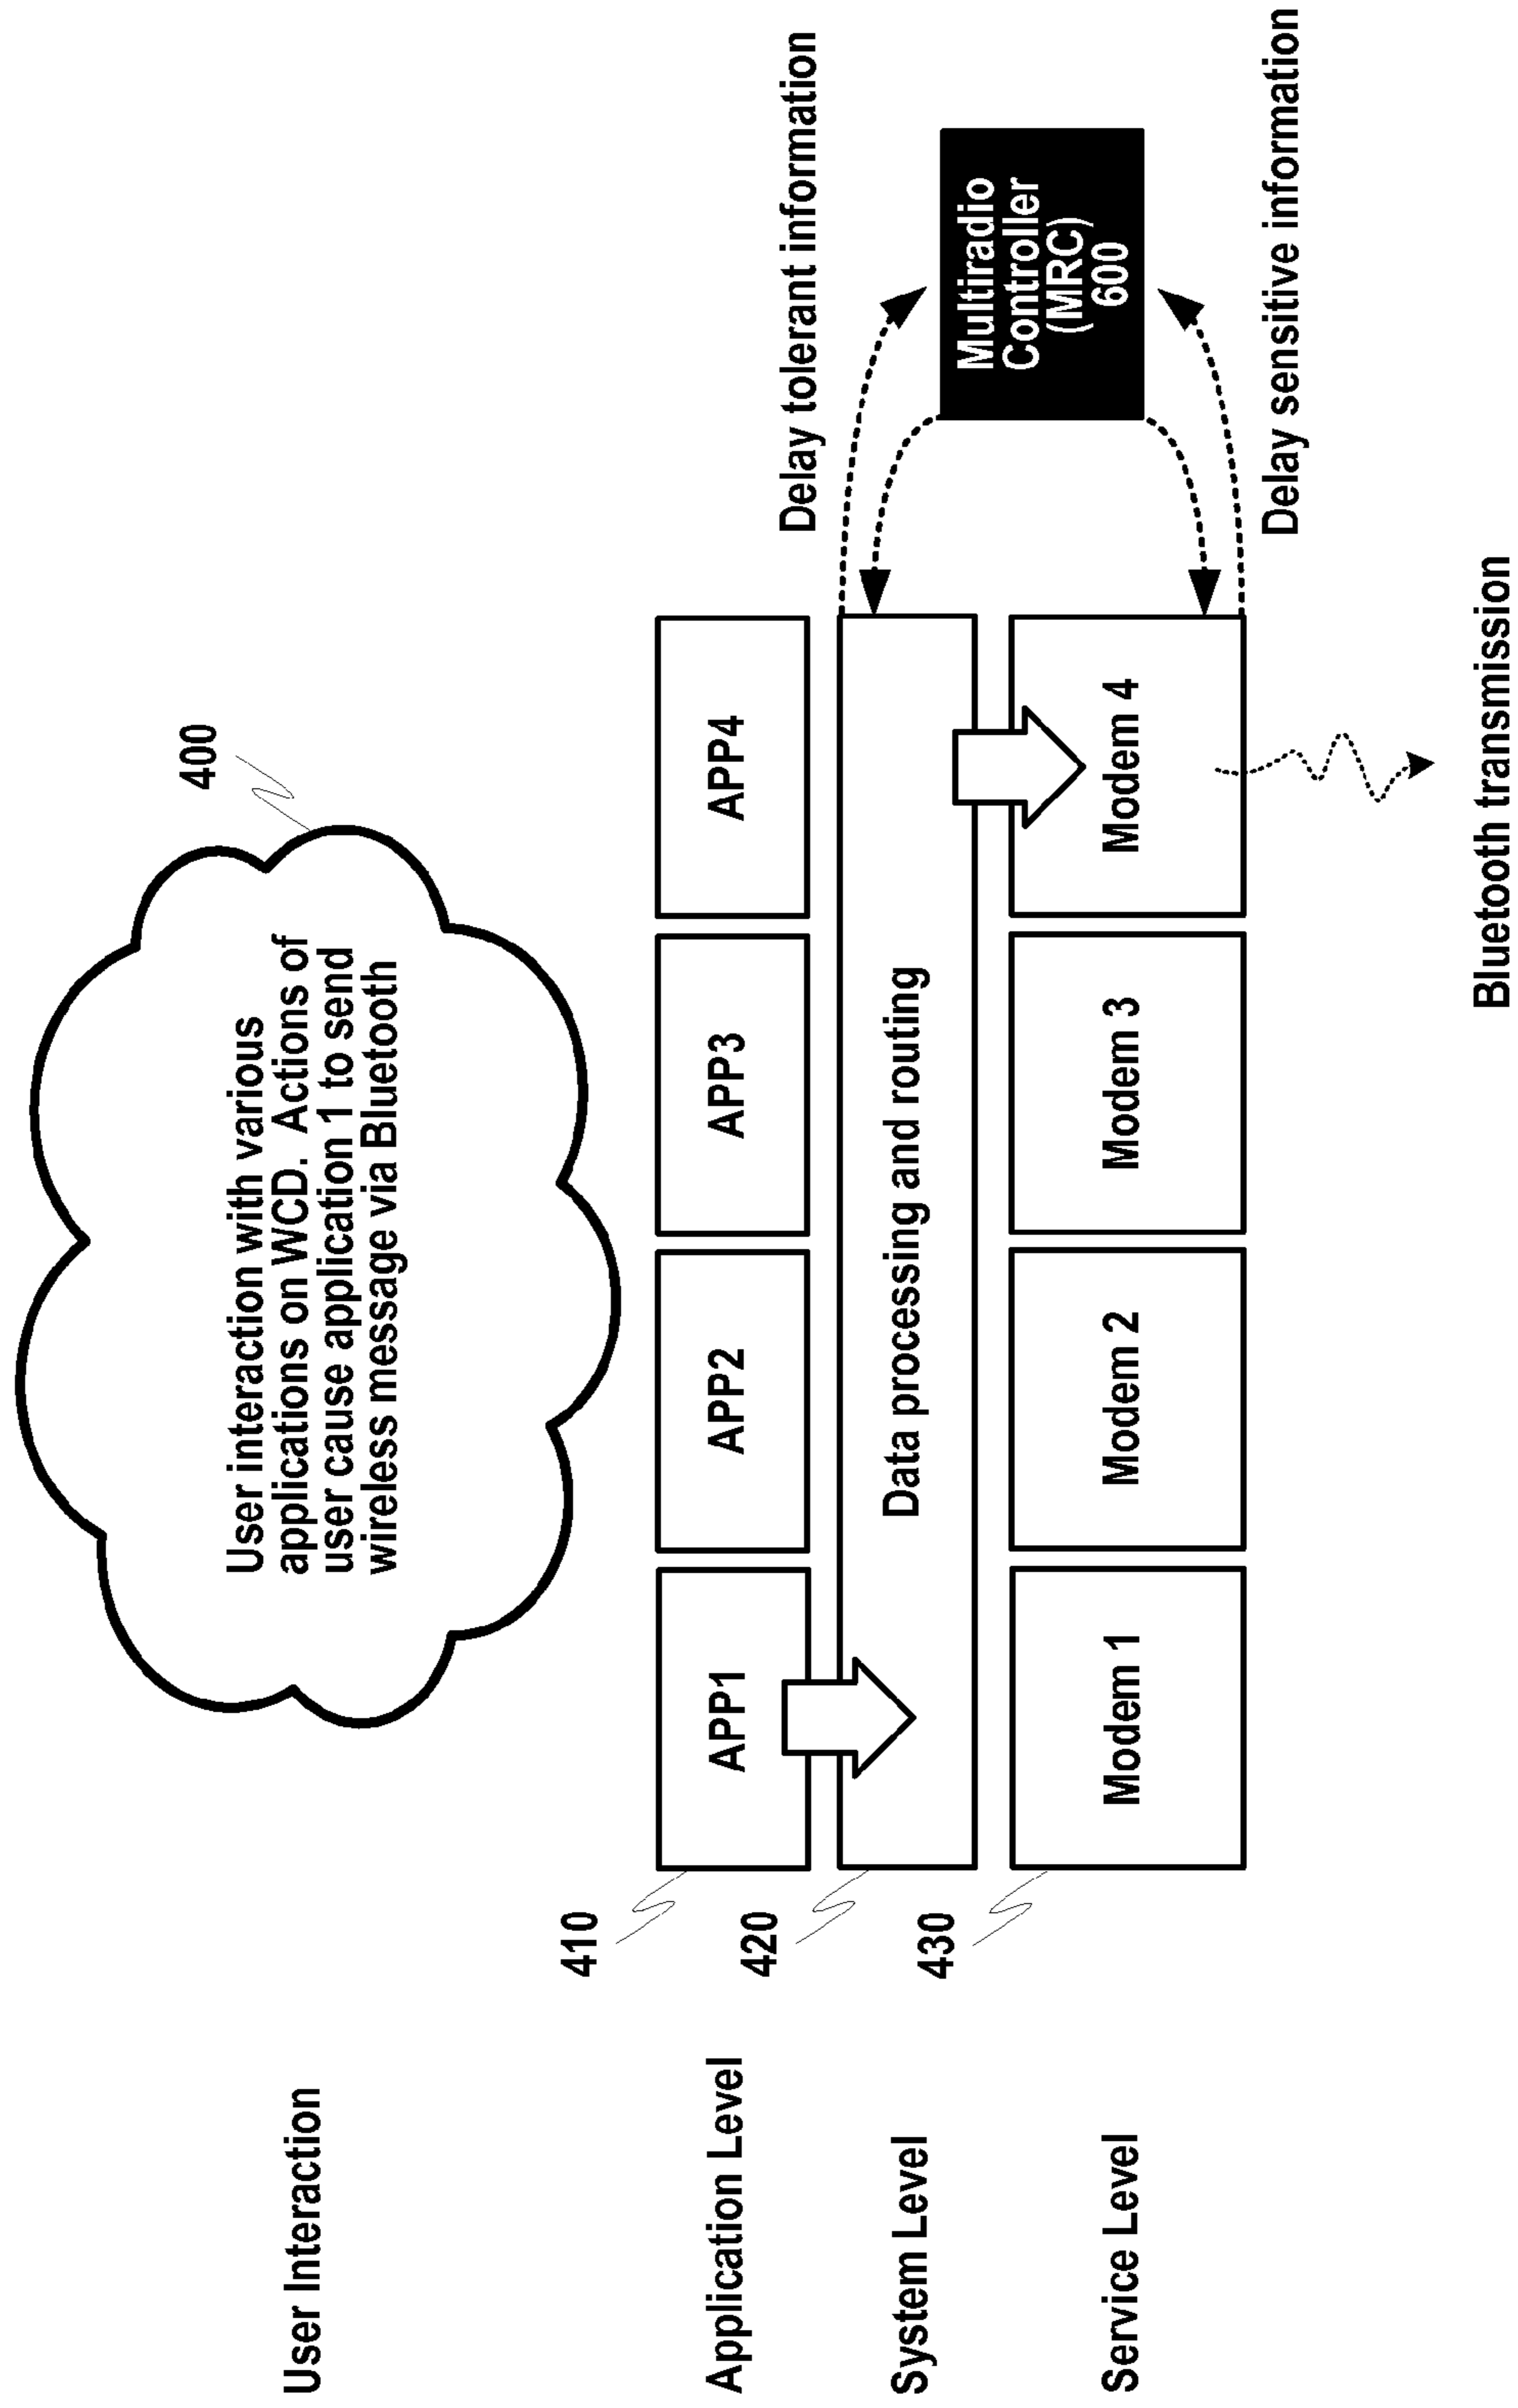 User Interaction
400
User interaction with various
applications on WCD. Actions of
user cause application 1 to send
wireless message via Bluetooth
410
Application Level
APP1
APP2
APP3
APP4
Delay tolerant information
420
System Level
Data processing and routing
Multiradio
Controller
(MRC)
600
430
Service Level
Modem 1
Modem 2
Modem 3
Modem 4
Delay sensitive information
Bluetooth transmission